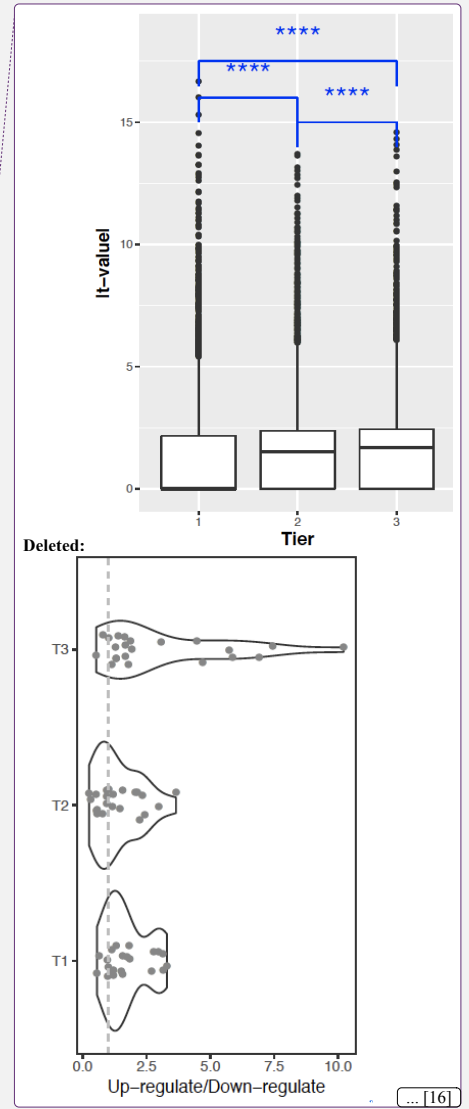 ****
****
****
15
10
5
0
|t-value|
1 2 3
Tier
Deleted:
T3
T2
T1
0.0 2.5 5.0 7.5 10.0
Up-regulate/Down-regulate
... [16]